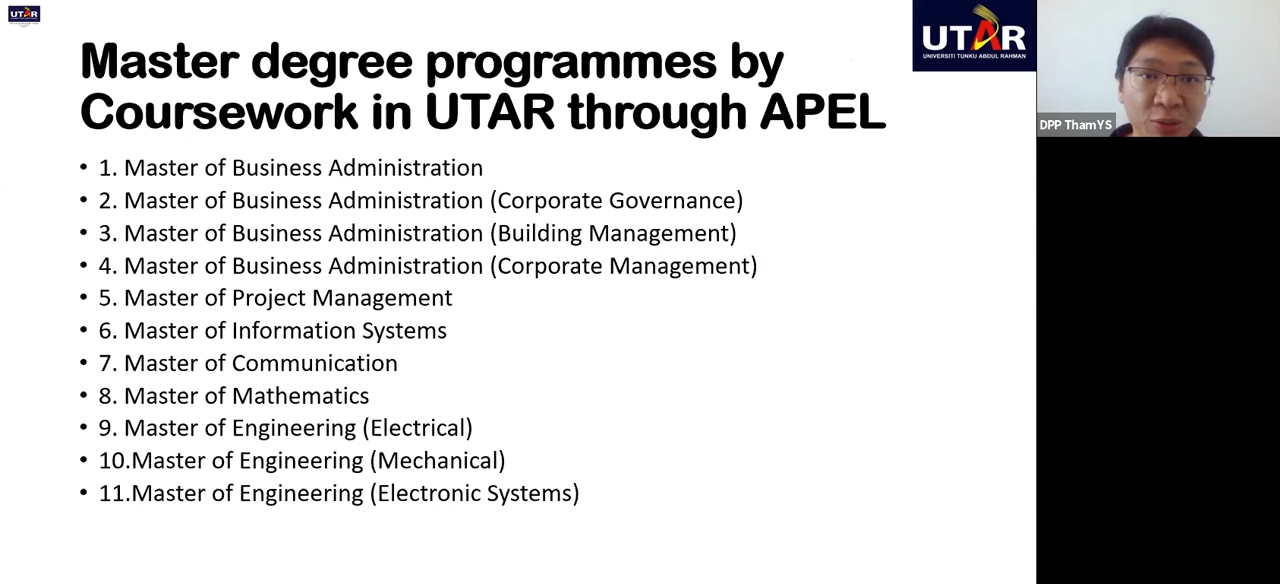 UTAR
Master degree programmes by
Coursework in UTAR through APEL
UTAR
UNIVERSITI TUNKU ABDUL RAHMAN
DPP ThamYS
• 1. Master of Business Administration
• 2. Master of Business Administration (Corporate Governance)
• 3. Master of Business Administration (Building Management)
• 4. Master of Business Administration (Corporate Management)
• 5. Master of Project Management
• 6. Master of Information Systems
• 7. Master of Communication
• 8. Master of Mathematics
• 9. Master of Engineering (Electrical)
• 10.Master of Engineering (Mechanical)
• 11.Master of Engineering (Electronic Systems)